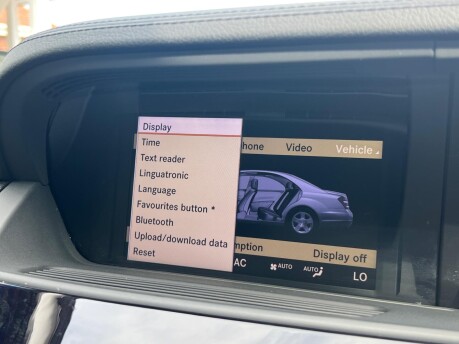 Display
Time
Text reader
Linguatronic
Language
Favourites button *
Bluetooth
Upload/download data
Reset
hone Video Vehicle
mption Display off
AC AUTO AUTO LO